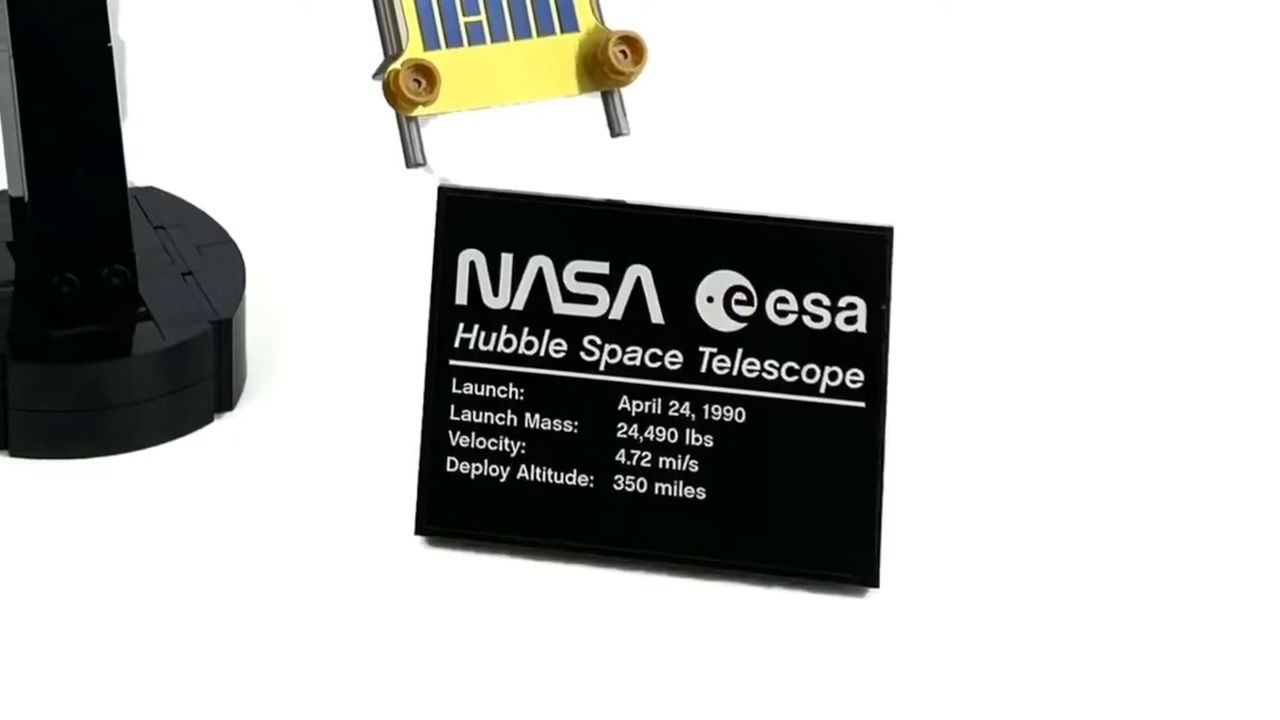 NASA esa
Hubble Space Telescope
Launch: April 24, 1990
Launch Mass: 24,490 lbs
Velocity: 4.72 mi/s
Deploy Altitude: 350 miles